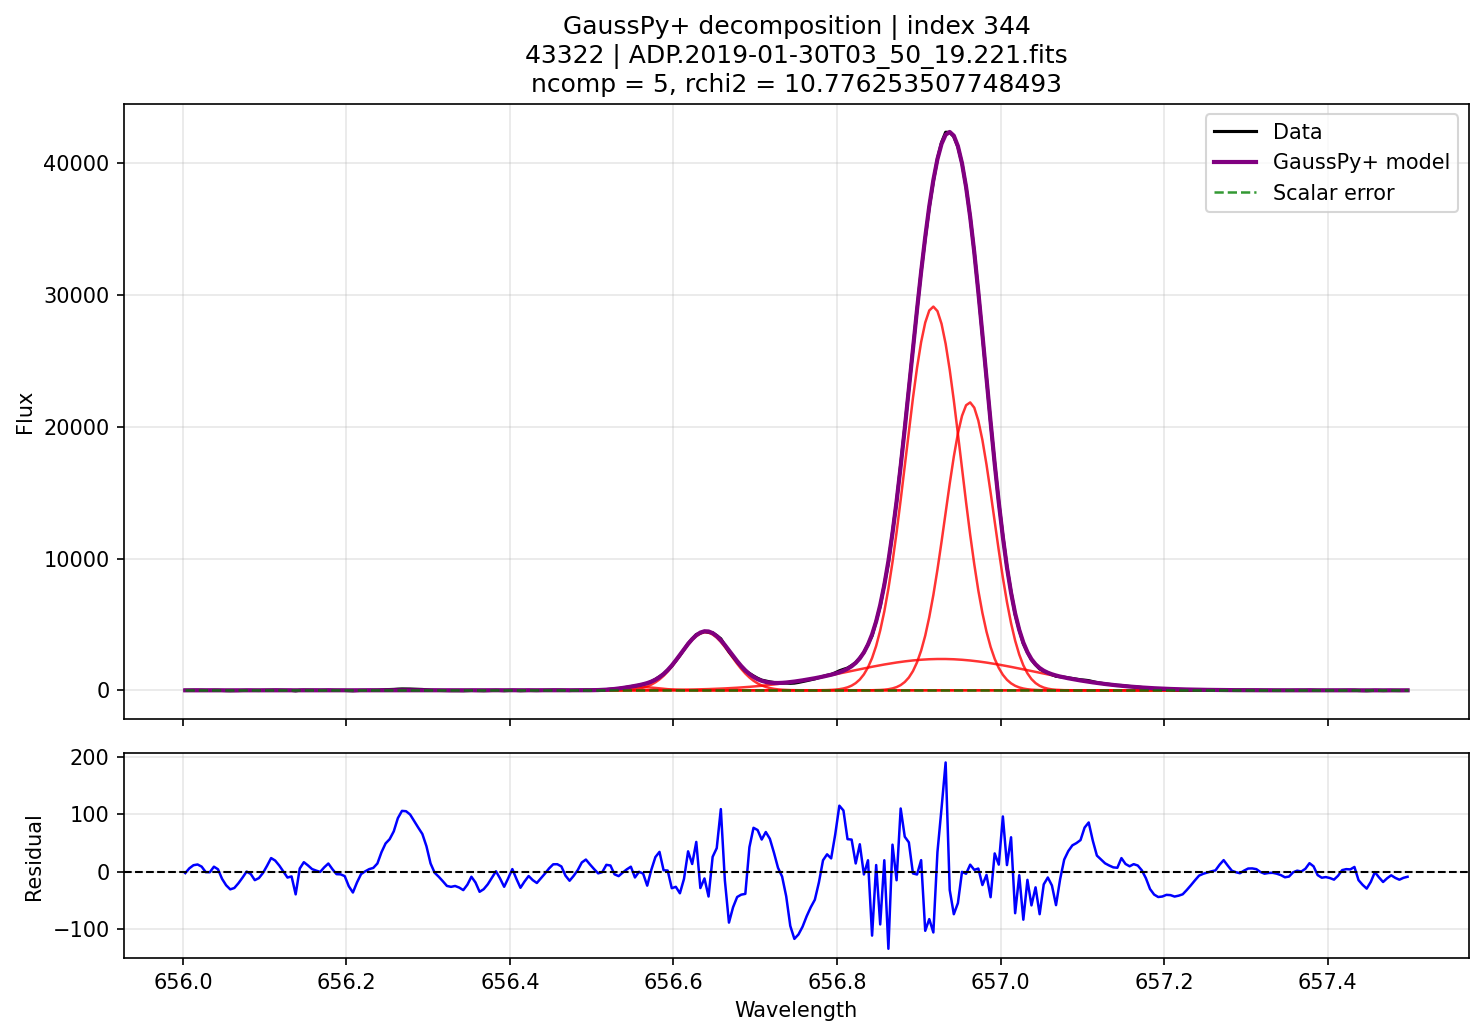 GaussPy+ decomposition | index 344
43322 | ADP.2019-01-30T03_50_19.221.fits
ncomp = 5, rchi2 = 10.776253507748493
Data
GaussPy+ model
Scalar error
Flux
40000
30000
20000
10000
0
Residual
200
100
0
−100
656.0 656.2 656.4 656.6 656.8 657.0 657.2 657.4
Wavelength